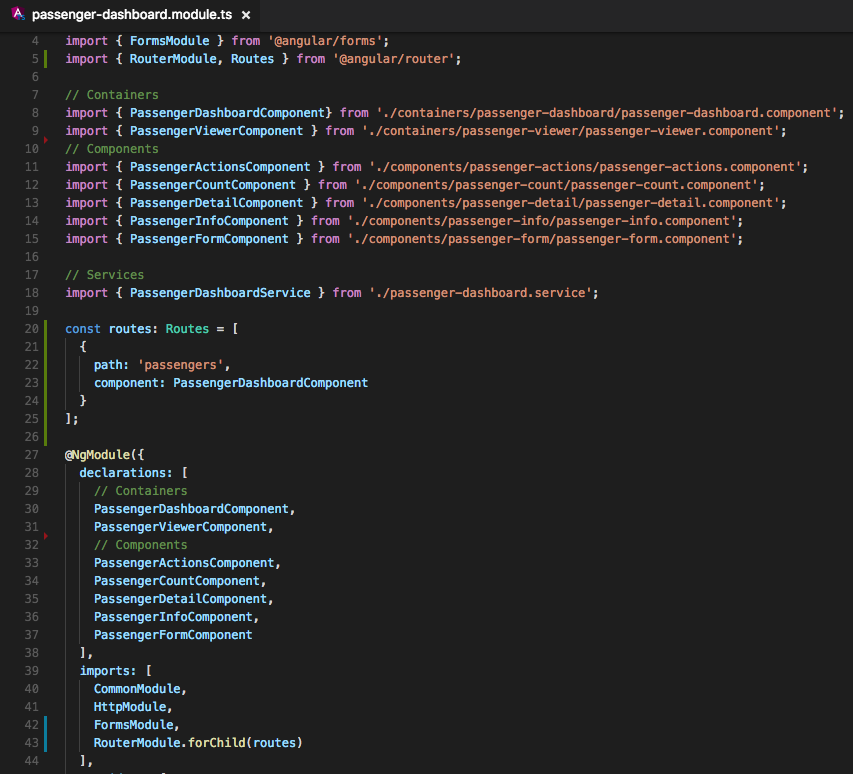 passenger-dashboard.module.ts ×
4 import { FormsModule } from '@angular/forms';
5 import { RouterModule, Routes } from '@angular/router';
6
7 // Containers
8 import { PassengerDashboardComponent} from './containers/passenger-dashboard/passenger-dashboard.component';
9 import { PassengerViewerComponent } from './containers/passenger-viewer/passenger-viewer.component';
10 // Components
11 import { PassengerActionsComponent } from './components/passenger-actions/passenger-actions.component';
12 import { PassengerCountComponent } from './components/passenger-count/passenger-count.component';
13 import { PassengerDetailComponent } from './components/passenger-detail/passenger-detail.component';
14 import { PassengerInfoComponent } from './components/passenger-info/passenger-info.component';
15 import { PassengerFormComponent } from './components/passenger-form/passenger-form.component';
16
17 // Services
18 import { PassengerDashboardService } from './passenger-dashboard.service';
19
20 const routes: Routes = [
21   {
22     path: 'passengers',
23     component: PassengerDashboardComponent
24   }
25 ];
26
27 @NgModule({
28   declarations: [
29     // Containers
30     PassengerDashboardComponent,
31     PassengerViewerComponent,
32     // Components
33     PassengerActionsComponent,
34     PassengerCountComponent,
35     PassengerDetailComponent,
36     PassengerInfoComponent,
37     PassengerFormComponent
38   ],
39   imports: [
40     CommonModule,
41     HttpModule,
42     FormsModule,
43     RouterModule.forChild(routes)
44   ],